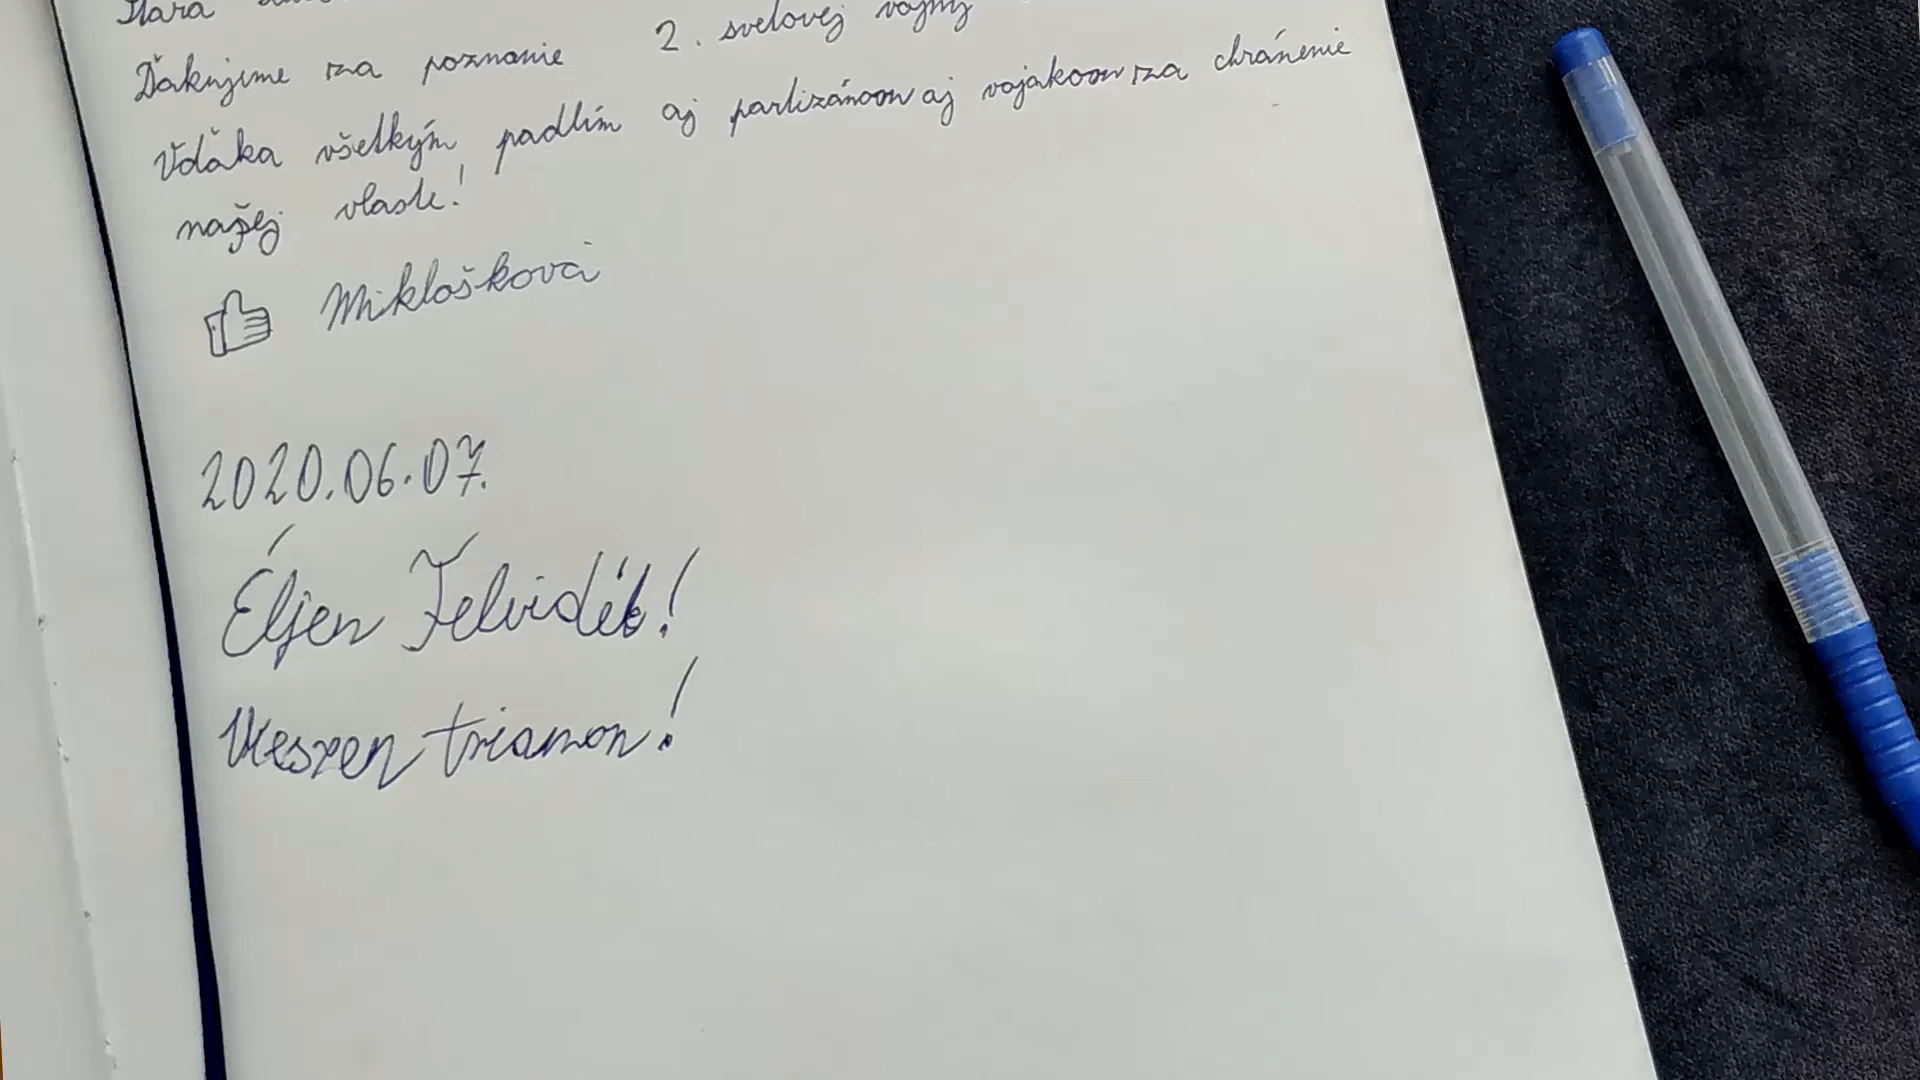 Stará
Ďakujeme za poznanie 2. svetovej vojny
Vďaka všetkým padlím aj partizánom aj vojakom za chránenie
našej vlasti!
Miklošková
2020.06.07.
Éljen Felvidék!
Vesszen trianon!